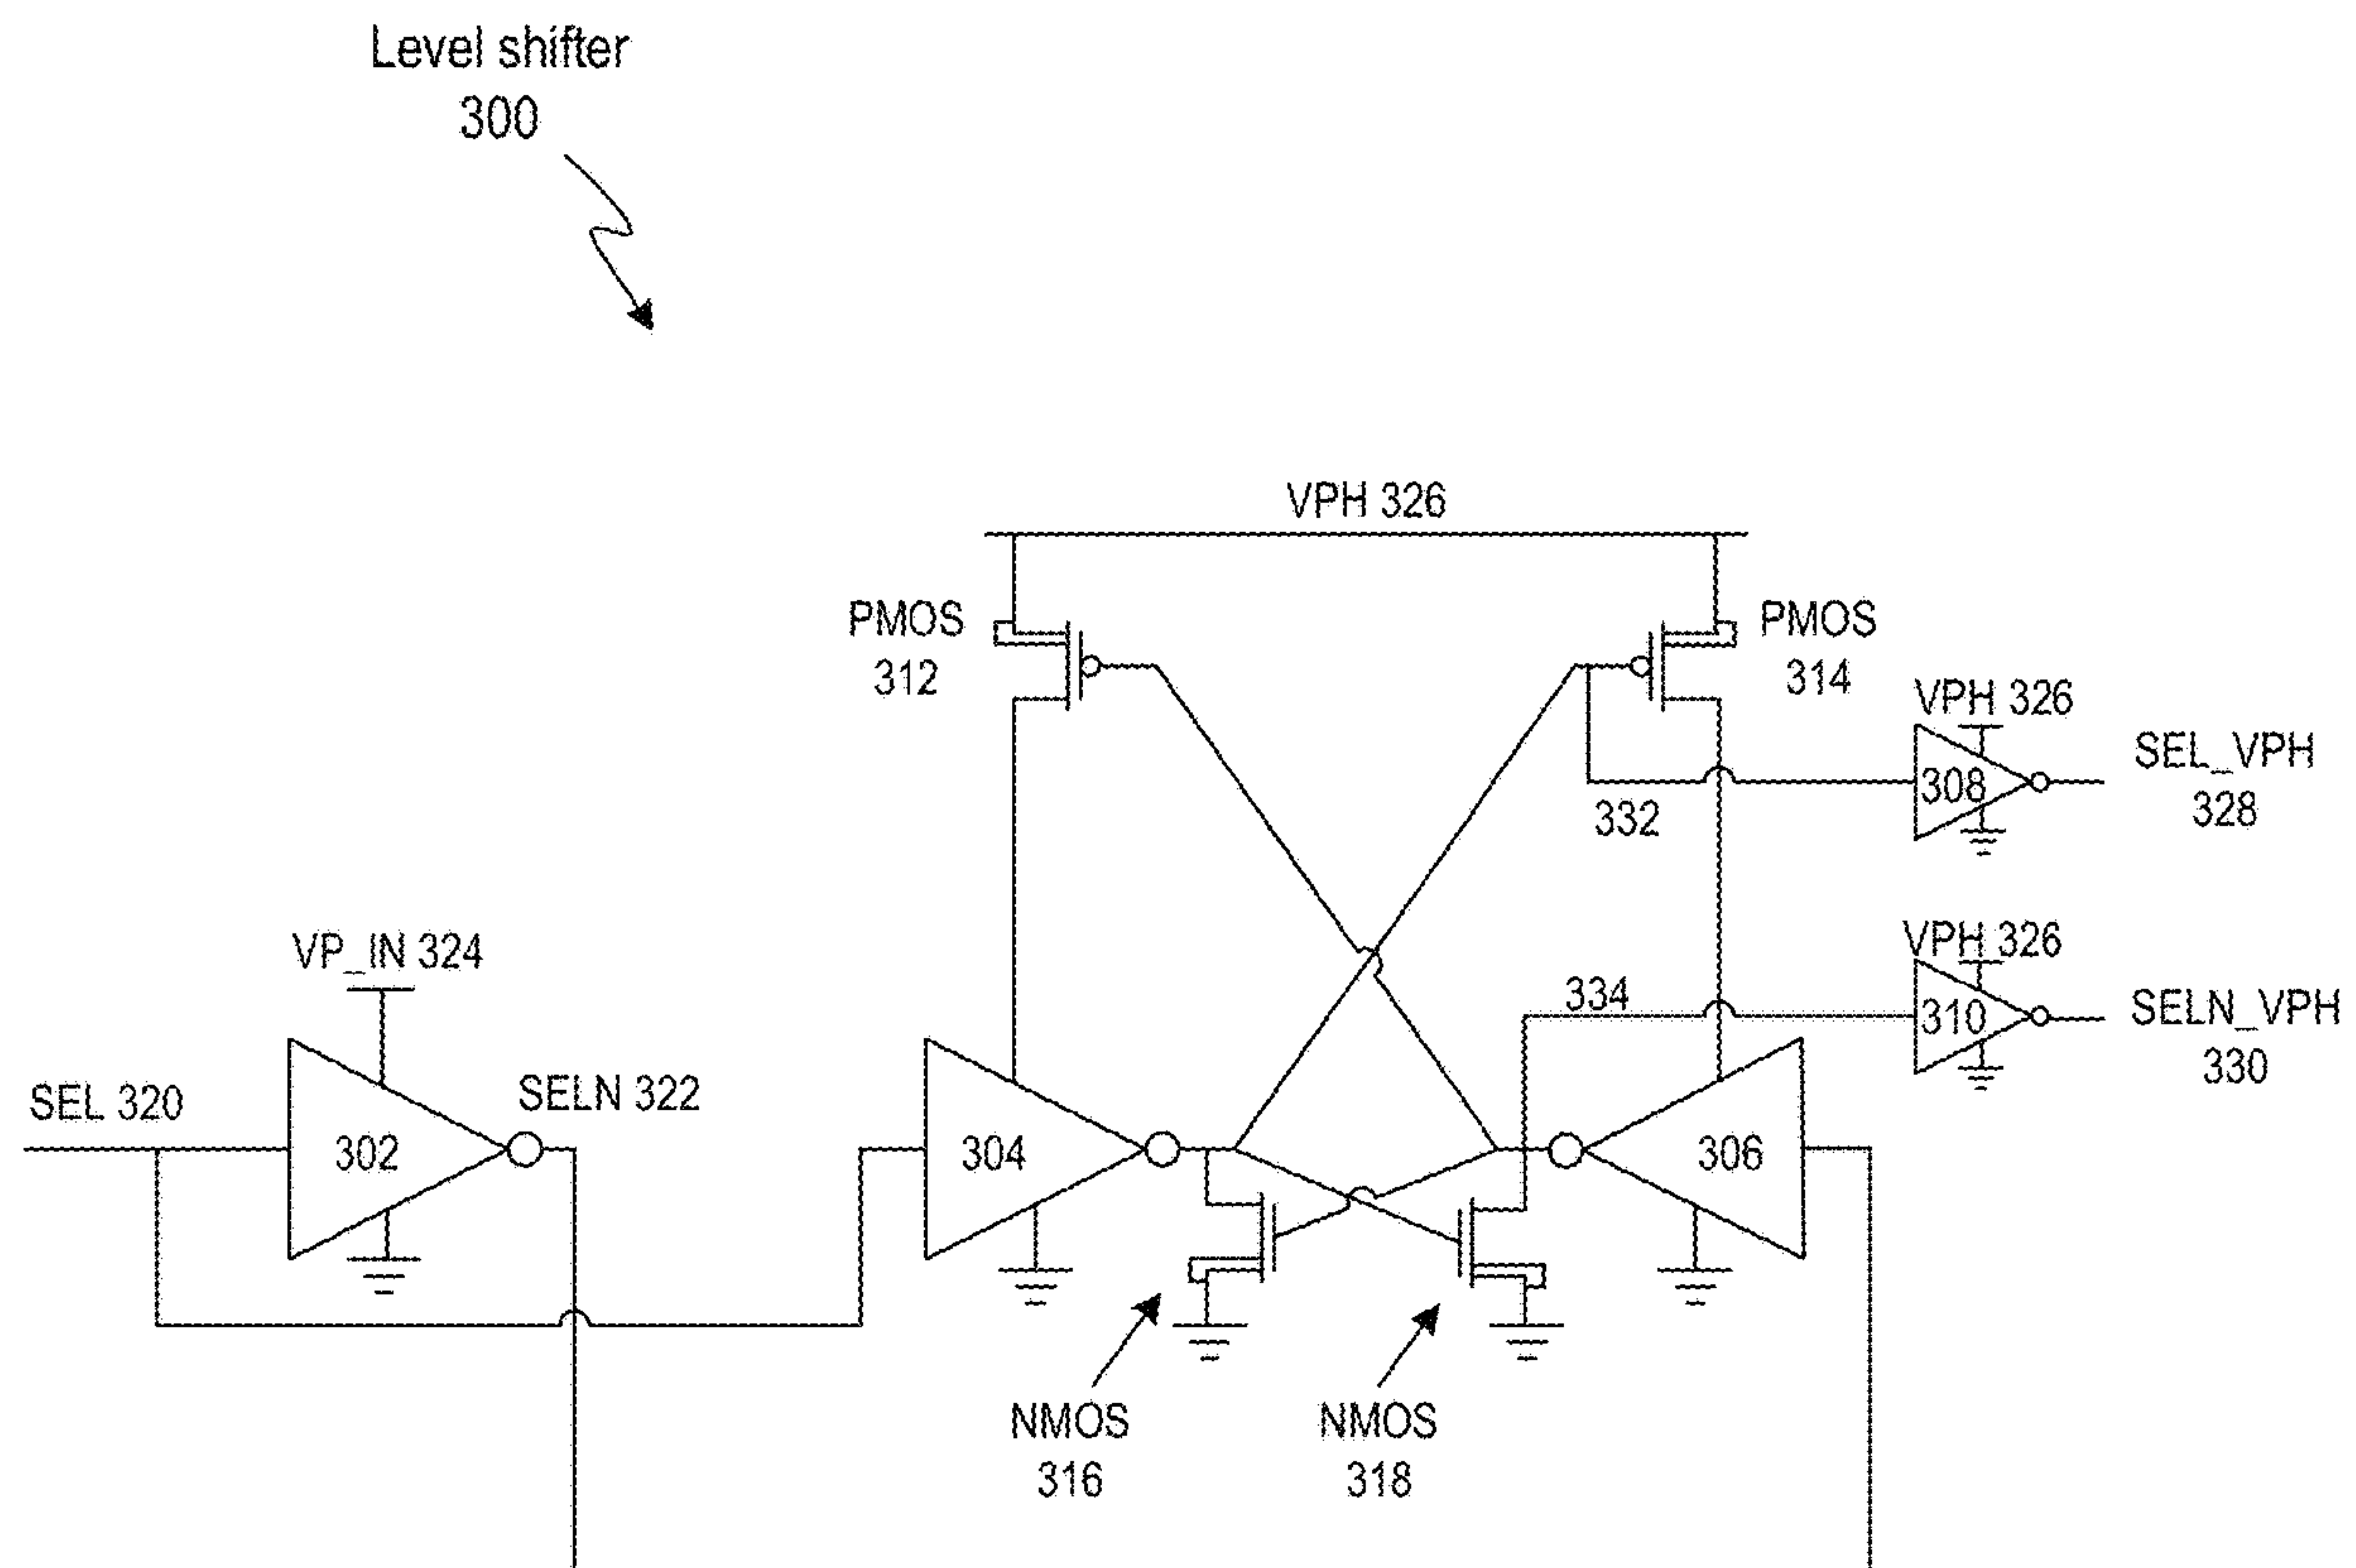 Level shifter
300
VPH 326
PMOS
312
PMOS
314
VPH 326
308
SEL_VPH
328
332
VP_IN 324
VPH 326
334
310
SELN_VPH
330
SEL 320
302
SELN 322
304
306
NMOS
316
NMOS
318